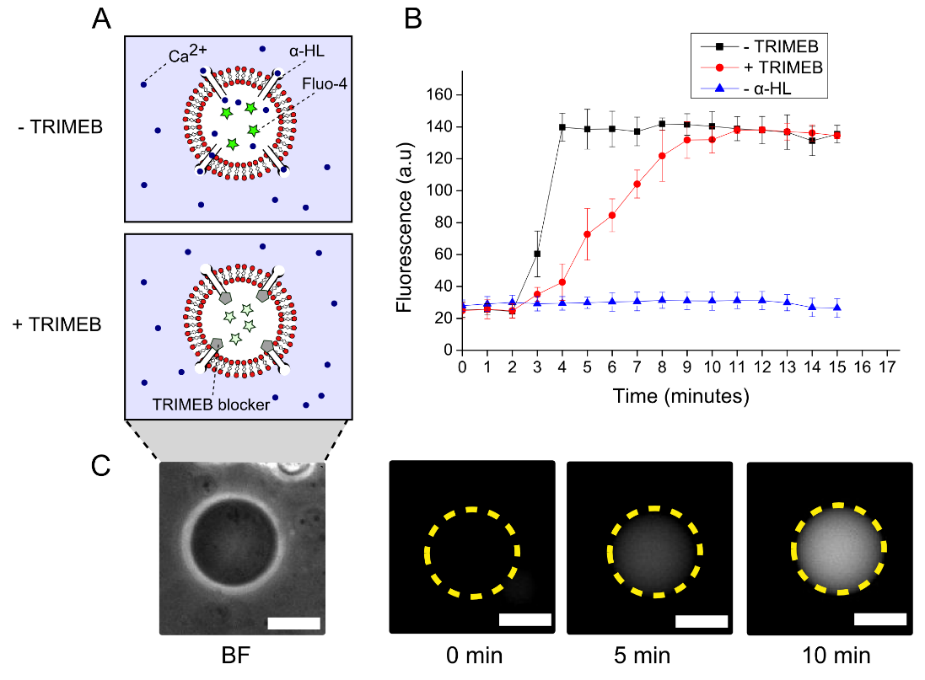 A
Ca2+
α-HL
Fluo-4
- TRIMEB
+ TRIMEB
TRIMEB blocker
B
- TRIMEB
+ TRIMEB
- α-HL
Fluorescence (a.u)
160
140
120
100
80
60
40
20
0
0 1 2 3 4 5 6 7 8 9 10 11 12 13 14 15 16 17
Time (minutes)
C
BF
0 min
5 min
10 min